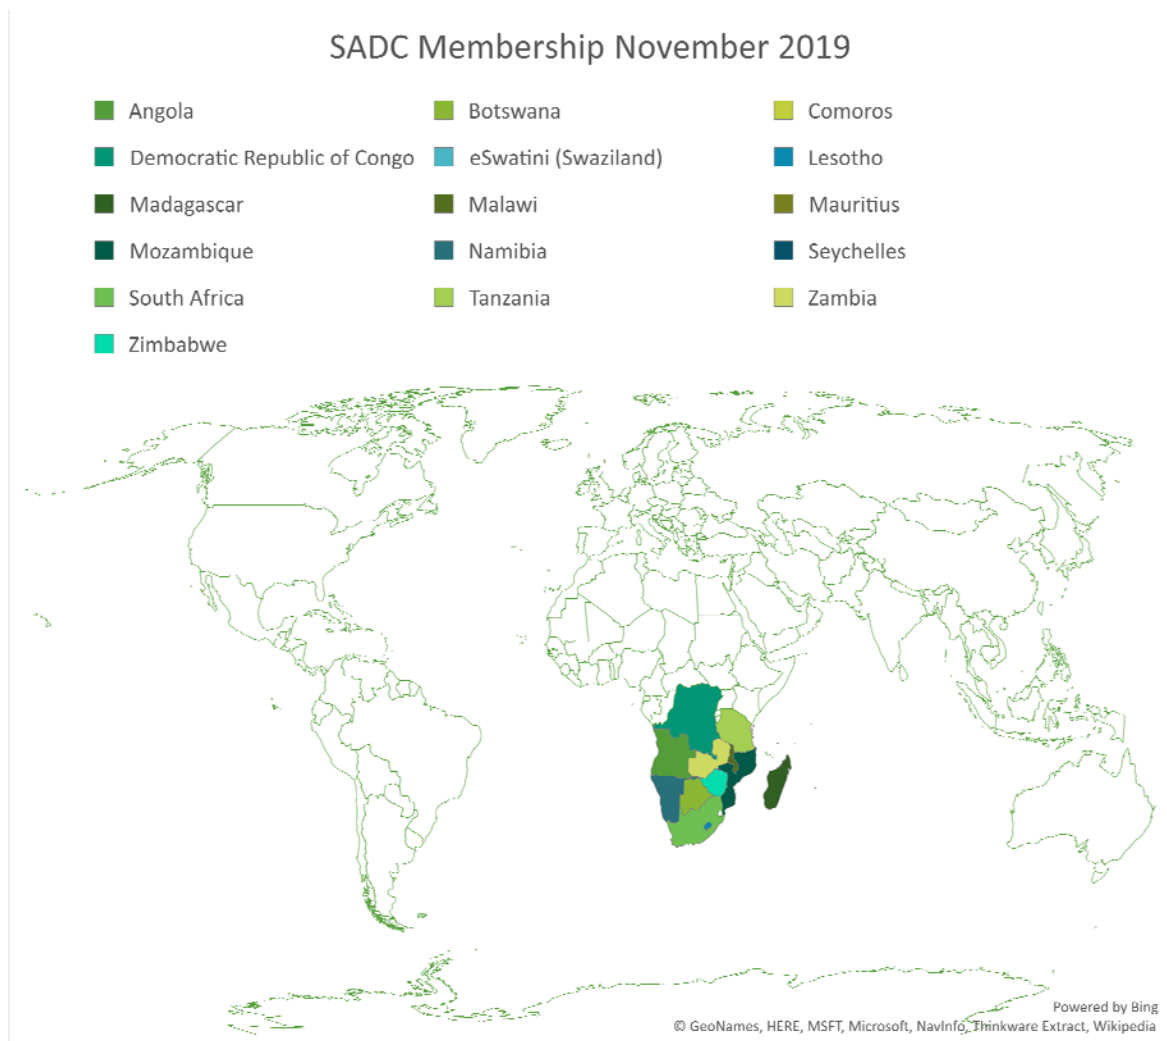 SADC Membership November 2019
Angola Botswana Comoros
Democratic Republic of Congo eSwatini (Swaziland) Lesotho
Madagascar Malawi Mauritius
Mozambique Namibia Seychelles
South Africa Tanzania Zambia
Zimbabwe
Powered by Bing
© GeoNames, HERE, MSFT, Microsoft, NavInfo, Thinkware Extract, Wikipedia